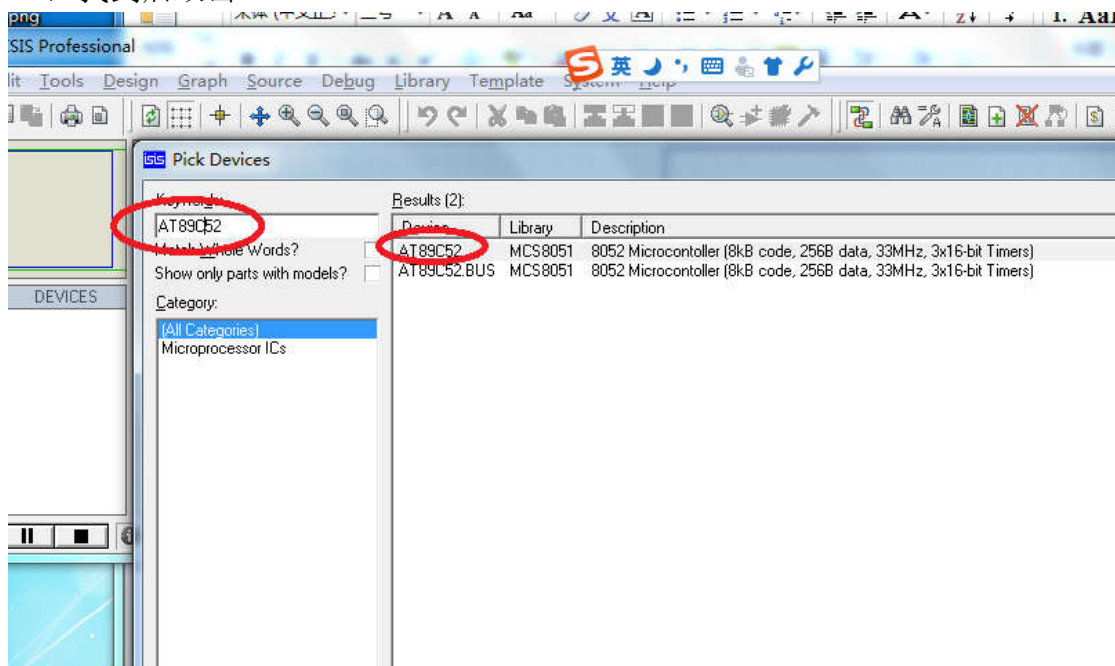 png
SIS Professional
英
lit Tools Design Graph Source Debug Library Template System Help
Pick Devices
Keywords:
AT89C52
Match Whole Words?
Show only parts with models?
Category:
(All Categories)
Microprocessor ICs
Results (2):
Device Library Description
AT89C52 MCS8051 8052 Microcontoller (8kB code, 256B data, 33MHz, 3x16-bit Timers)
AT89C52.BUS MCS8051 8052 Microcontoller (8kB code, 256B data, 33MHz, 3x16-bit Timers)
DEVICES